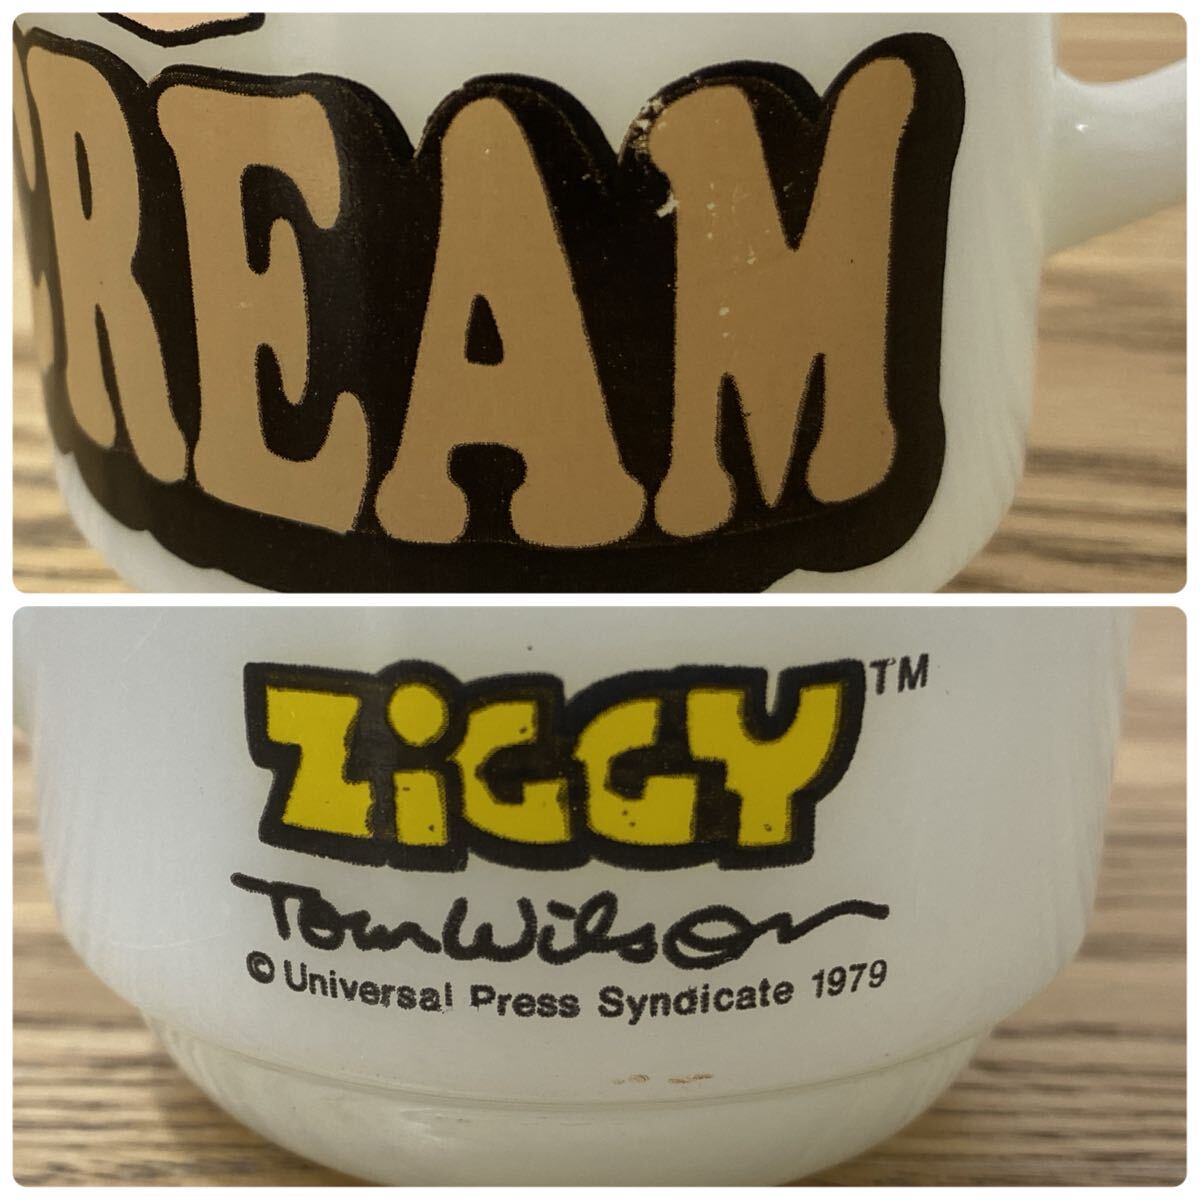 REAM
ZiGGY™
Tom Wilson
© Universal Press Syndicate 1979